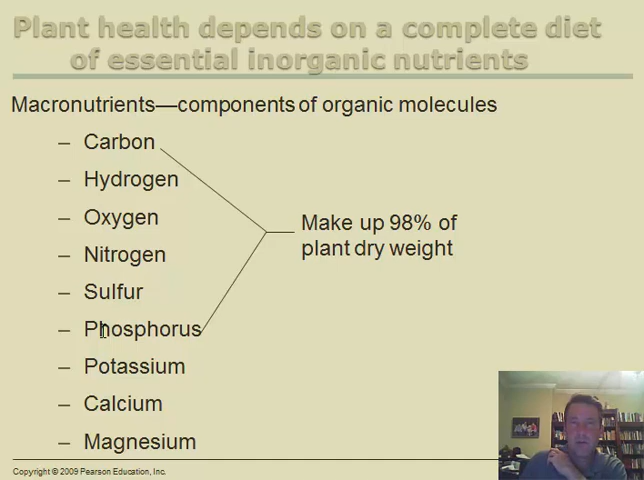 Plant health depends on a complete diet
of essential inorganic nutrients
Macronutrients—components of organic molecules
– Carbon
– Hydrogen
– Oxygen
– Nitrogen
– Sulfur
– Phosphorus
– Potassium
– Calcium
– Magnesium
Make up 98% of
plant dry weight
Copyright © 2009 Pearson Education, Inc.